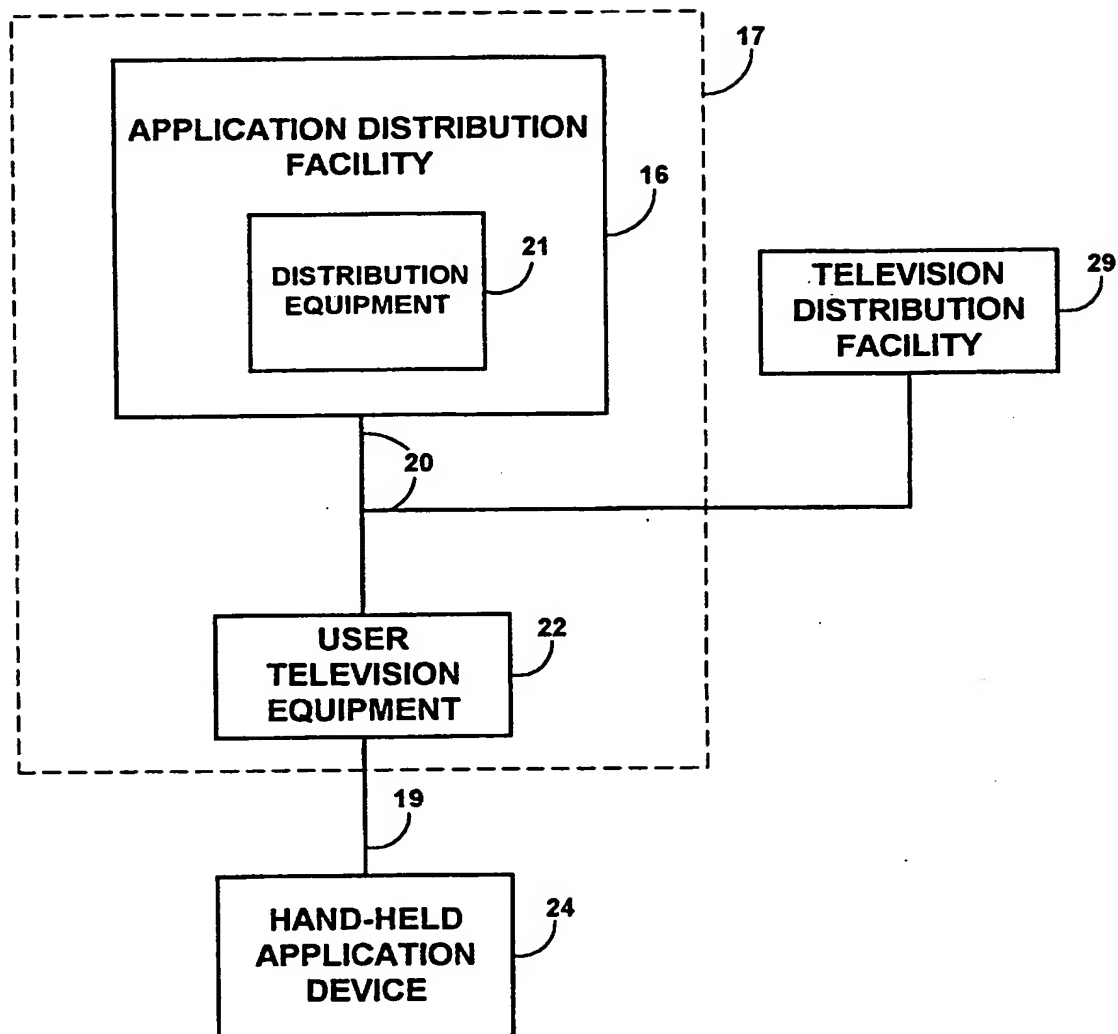 17
APPLICATION DISTRIBUTION
FACILITY
16
21
DISTRIBUTION
EQUIPMENT
TELEVISION
DISTRIBUTION
FACILITY
29
20
USER
TELEVISION
EQUIPMENT
22
19
HAND-HELD
APPLICATION
DEVICE
24